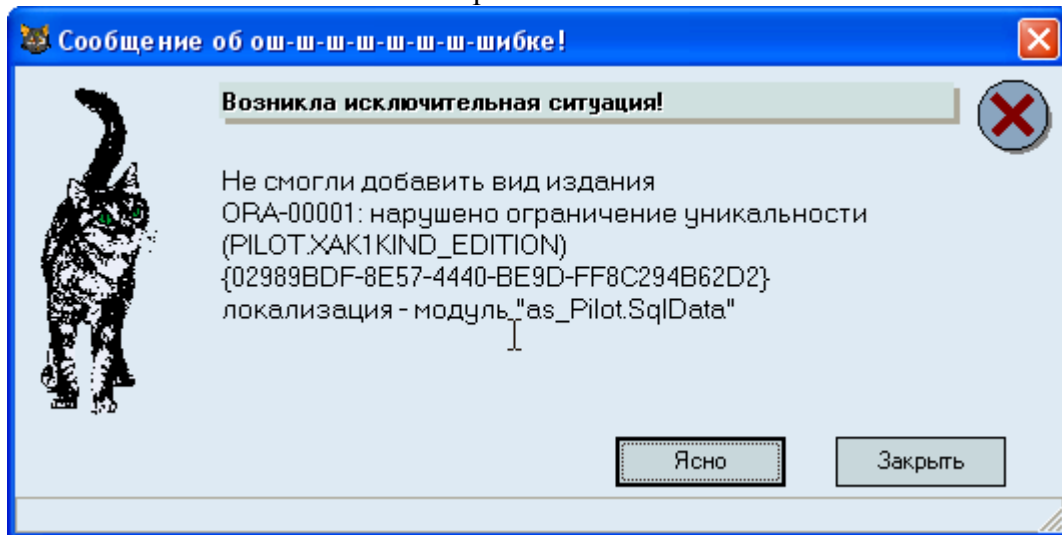 Сообщение об ош-ш-ш-ш-ш-ш-шибке!
Возникла исключительная ситуация!
Не смогли добавить вид издания
ORA-00001: нарушено ограничение уникальности
(PILOT.XAK1KIND_EDITION)
{02989BDF-8E57-4440-BE9D-FF8C294B62D2}
локализация - модуль "as_Pilot.SqlData"
Ясно
Закрыть